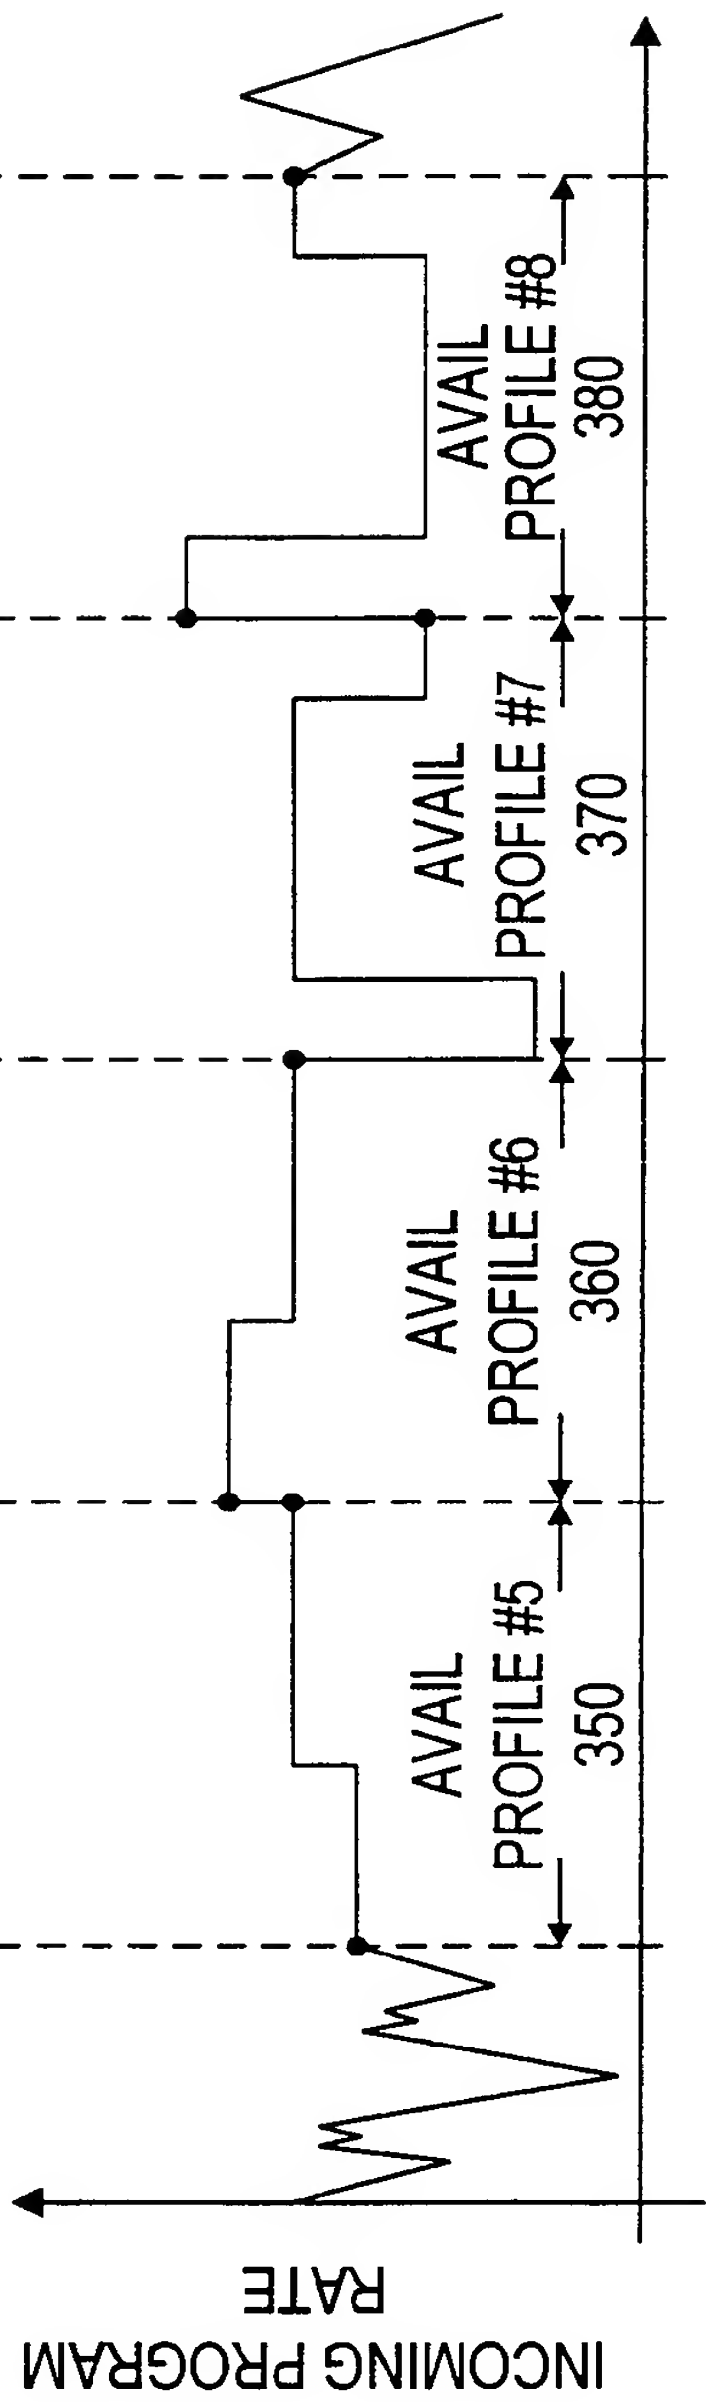 INCOMING PROGRAM
RATE
AVAIL
PROFILE #5
350
AVAIL
PROFILE #6
360
AVAIL
PROFILE #7
370
AVAIL
PROFILE #8
380